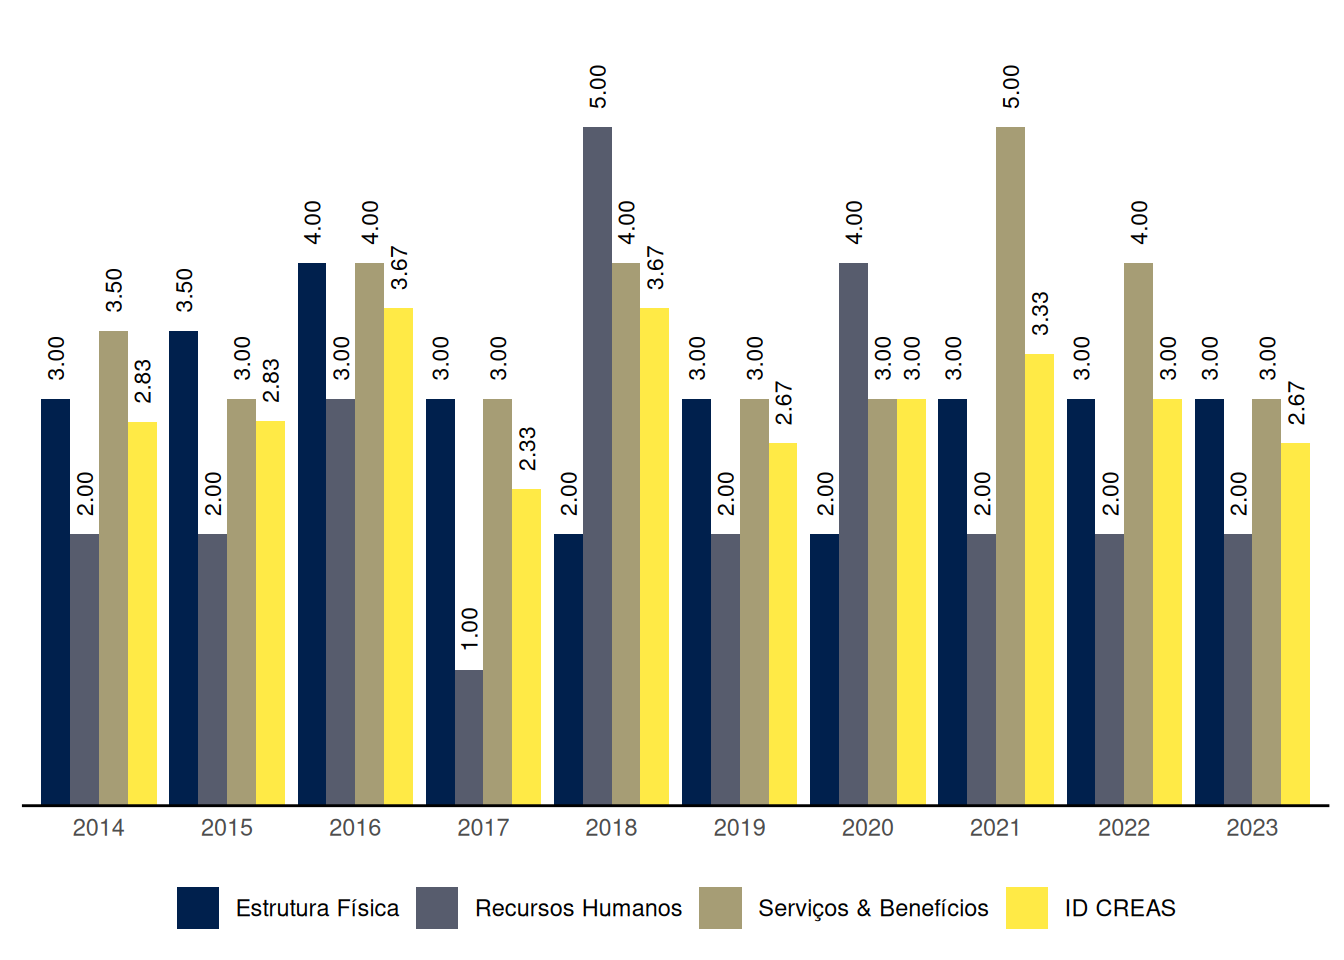 3.00 2.00 3.50 2.83 3.50 2.00 3.00 2.83 4.00 3.00 4.00 3.67 3.00 1.00 3.00 2.33 2.00 5.00 4.00 3.67 3.00 2.00 3.00 2.67 2.00 4.00 3.00 3.00 3.00 2.00 5.00 3.33 3.00 2.00 4.00 3.00 3.00 2.00 3.00 2.67
2014 2015 2016 2017 2018 2019 2020 2021 2022 2023
Estrutura Física Recursos Humanos Serviços & Benefícios ID CREAS